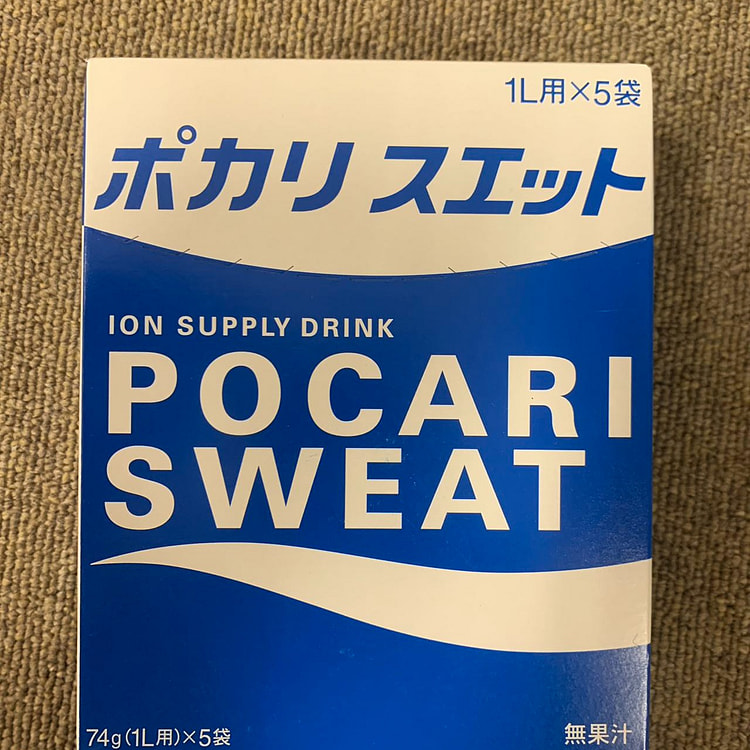 1L用×5袋
ポカリスエット
ION SUPPLY DRINK
POCARI
SWEAT
74g(1L用)×5袋
無果汁